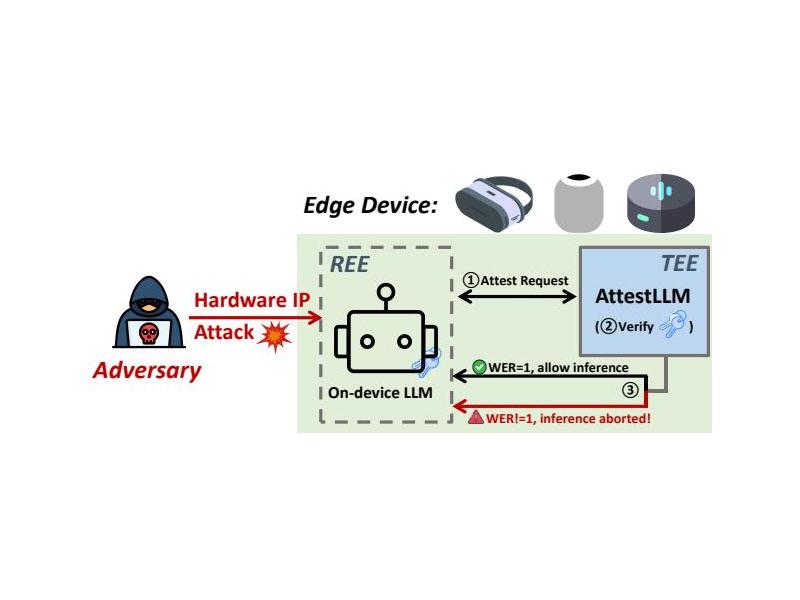 Edge Device:
REE
TEE
①Attest Request
AttestLLM
(②Verify )
Hardware IP
Attack
Adversary
On-device LLM
WER=1, allow inference
③
WER!=1, inference aborted!